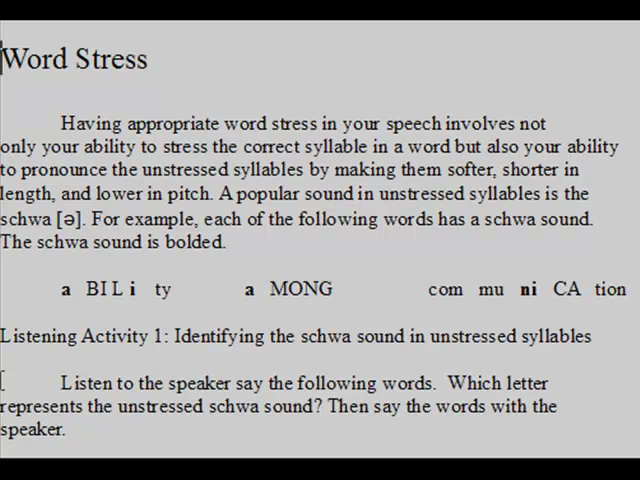 Word Stress
Having appropriate word stress in your speech involves not
only your ability to stress the correct syllable in a word but also your ability
to pronounce the unstressed syllables by making them softer, shorter in
length, and lower in pitch. A popular sound in unstressed syllables is the
schwa [ə]. For example, each of the following words has a schwa sound.
The schwa sound is bolded.
a BIL i ty a MONG com mu ni CA tion
Listening Activity 1: Identifying the schwa sound in unstressed syllables
[ Listen to the speaker say the following words. Which letter
represents the unstressed schwa sound? Then say the words with the
speaker.